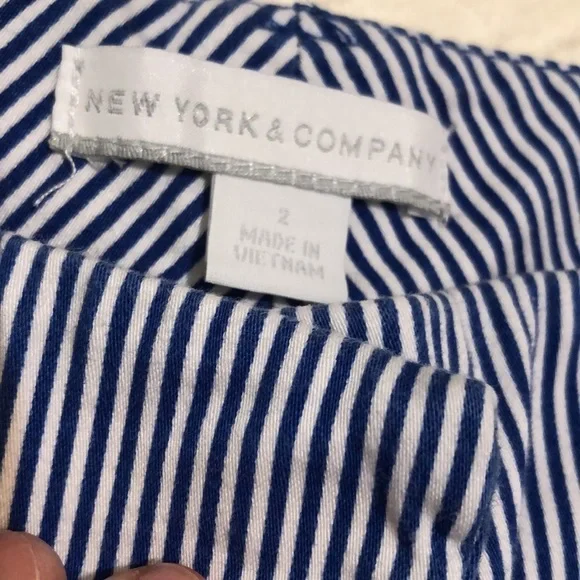 NEW YORK & COMPANY
2
MADE IN
VIETNAM